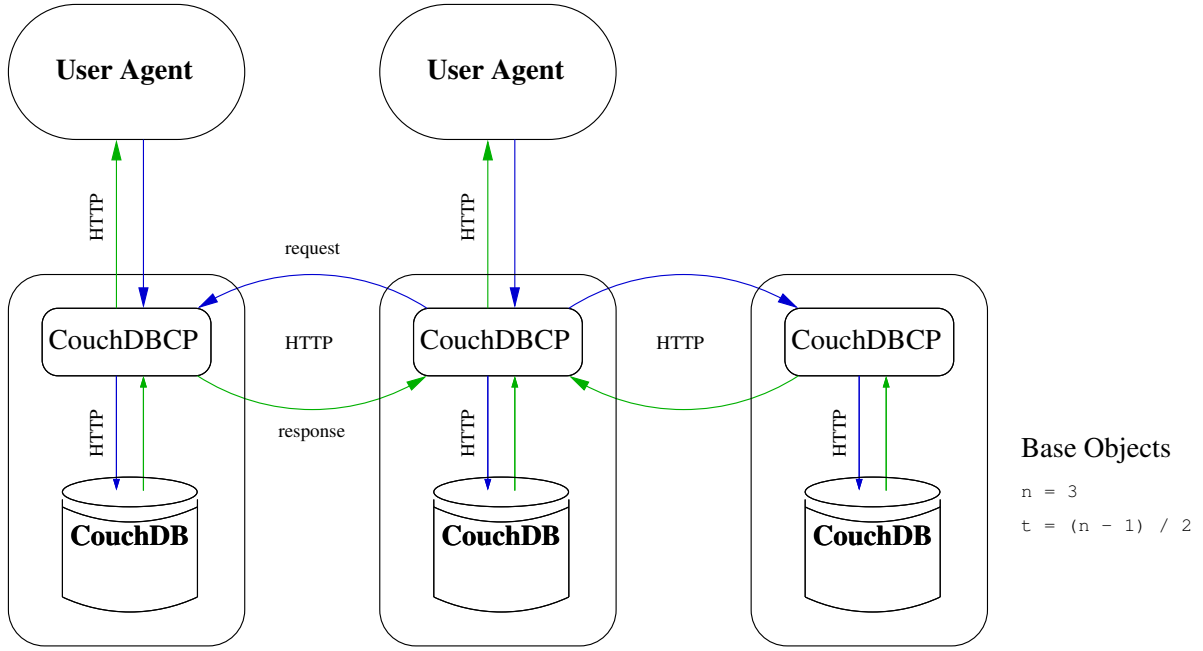 User Agent
User Agent
HTTP
HTTP
request
CouchDBCP
HTTP
CouchDBCP
HTTP
CouchDBCP
HTTP
response
HTTP
HTTP
Base Objects
n = 3
t = (n - 1) / 2
CouchDB
CouchDB
CouchDB